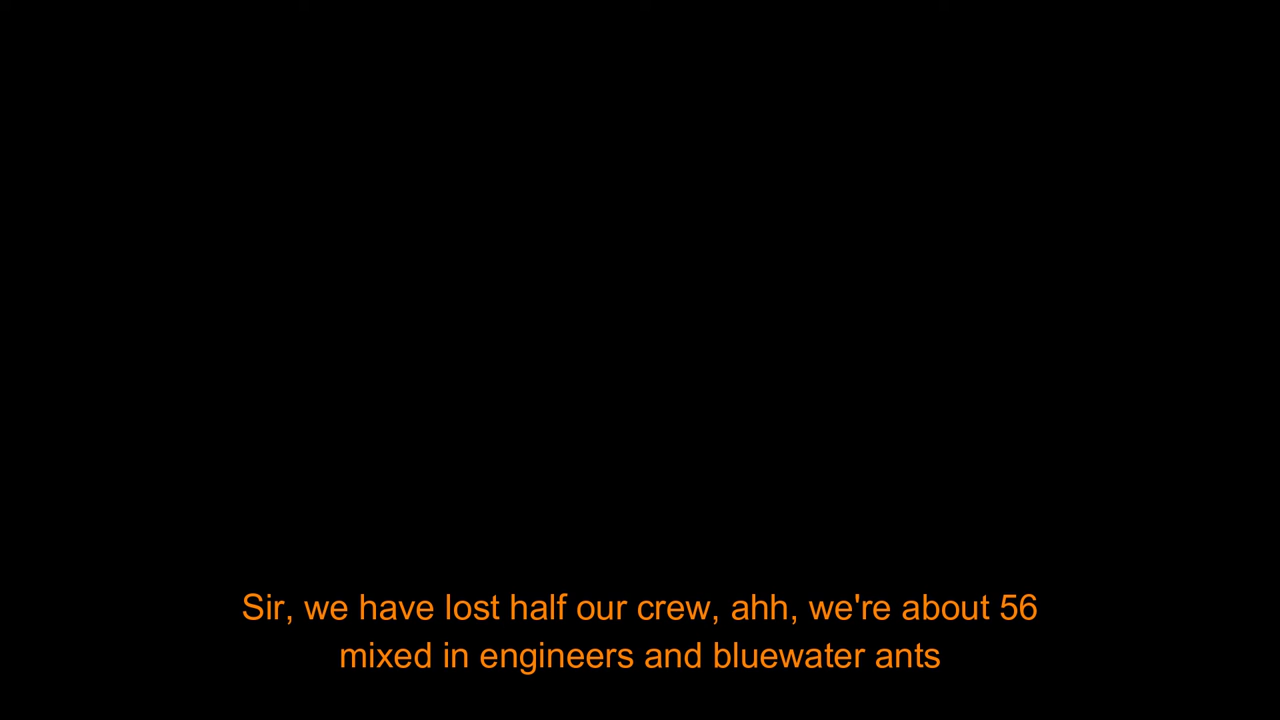 Sir, we have lost half our crew, ahh, we're about 56
mixed in engineers and bluewater ants